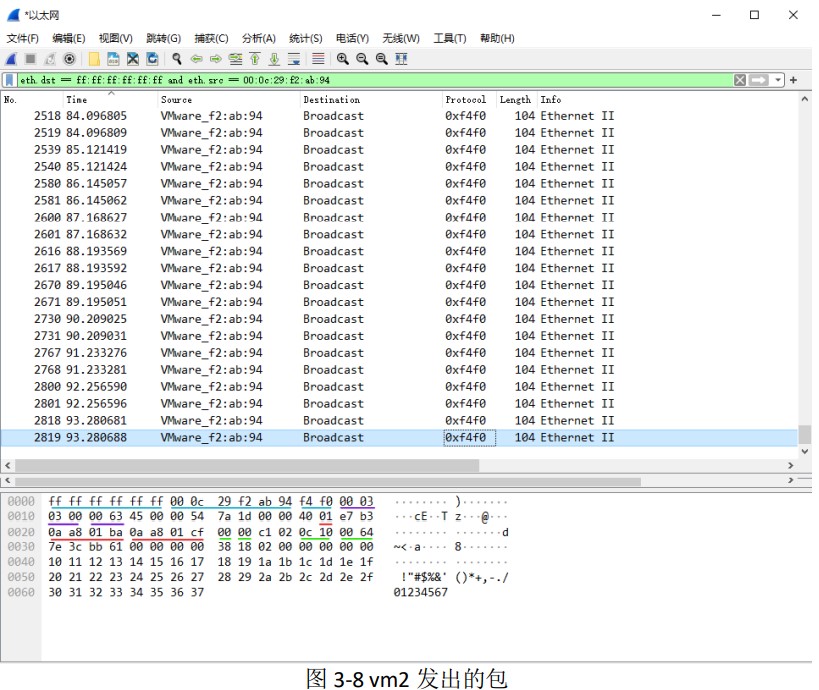 *以太网
文件(F) 编辑(E) 视图(V) 跳转(G) 捕获(C) 分析(A) 统计(S) 电话(Y) 无线(W) 工具(T) 帮助(H)
eth.dst == ff:ff:ff:ff:ff:ff and eth.src == 00:0c:29:f2:ab:94
No. Time Source Destination Protocol Length Info
2518 84.096805 VMware_f2:ab:94 Broadcast 0xf4f0 104 Ethernet II
2519 84.096809 VMware_f2:ab:94 Broadcast 0xf4f0 104 Ethernet II
2539 85.121419 VMware_f2:ab:94 Broadcast 0xf4f0 104 Ethernet II
2540 85.121424 VMware_f2:ab:94 Broadcast 0xf4f0 104 Ethernet II
2580 86.145057 VMware_f2:ab:94 Broadcast 0xf4f0 104 Ethernet II
2581 86.145062 VMware_f2:ab:94 Broadcast 0xf4f0 104 Ethernet II
2600 87.168627 VMware_f2:ab:94 Broadcast 0xf4f0 104 Ethernet II
2601 87.168632 VMware_f2:ab:94 Broadcast 0xf4f0 104 Ethernet II
2616 88.193569 VMware_f2:ab:94 Broadcast 0xf4f0 104 Ethernet II
2617 88.193592 VMware_f2:ab:94 Broadcast 0xf4f0 104 Ethernet II
2670 89.195046 VMware_f2:ab:94 Broadcast 0xf4f0 104 Ethernet II
2671 89.195051 VMware_f2:ab:94 Broadcast 0xf4f0 104 Ethernet II
2730 90.209025 VMware_f2:ab:94 Broadcast 0xf4f0 104 Ethernet II
2731 90.209031 VMware_f2:ab:94 Broadcast 0xf4f0 104 Ethernet II
2767 91.233276 VMware_f2:ab:94 Broadcast 0xf4f0 104 Ethernet II
2768 91.233281 VMware_f2:ab:94 Broadcast 0xf4f0 104 Ethernet II
2800 92.256590 VMware_f2:ab:94 Broadcast 0xf4f0 104 Ethernet II
2801 92.256596 VMware_f2:ab:94 Broadcast 0xf4f0 104 Ethernet II
2818 93.280681 VMware_f2:ab:94 Broadcast 0xf4f0 104 Ethernet II
2819 93.280688 VMware_f2:ab:94 Broadcast 0xf4f0 104 Ethernet II
0000 ff ff ff ff ff ff 00 0c 29 f2 ab 94 f4 f0 00 03 ········ )·······
0010 03 00 00 63 45 00 00 54 7a 1d 00 00 40 01 e7 b3 ···cE··T z···@···
0020 0a a8 01 ba 0a a8 01 cf 00 00 c1 02 0c 10 00 64 ········ ·······d
0030 7e 3c bb 61 00 00 00 00 38 18 02 00 00 00 00 00 ~<·a···· 8·······
0040 10 11 12 13 14 15 16 17 18 19 1a 1b 1c 1d 1e 1f ········ ········
0050 20 21 22 23 24 25 26 27 28 29 2a 2b 2c 2d 2e 2f !"#$%&' ()*+,-./
0060 30 31 32 33 34 35 36 37 01234567
图 3-8 vm2 发出的包